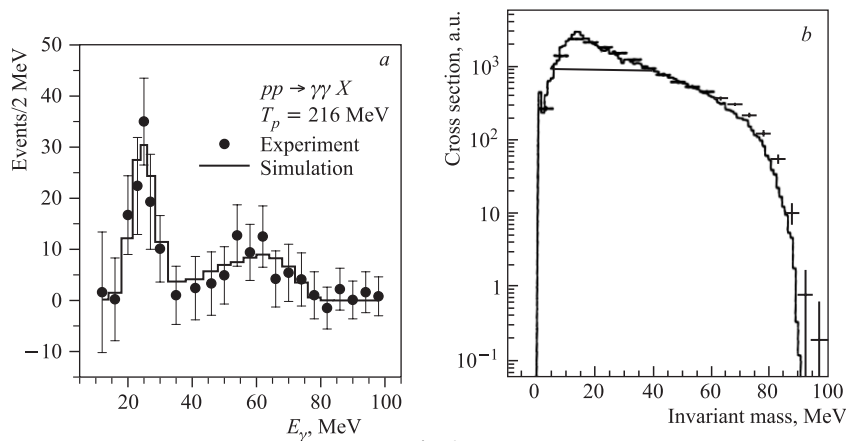 a
pp → γγ X
T_p = 216 MeV
Experiment
Simulation
Events/2 MeV
50
40
30
20
10
0
−10
20 40 60 80 100
E_γ, MeV
b
Cross section, a.u.
10^3
10^2
10
1
10^−1
0 20 40 60 80 100
Invariant mass, MeV